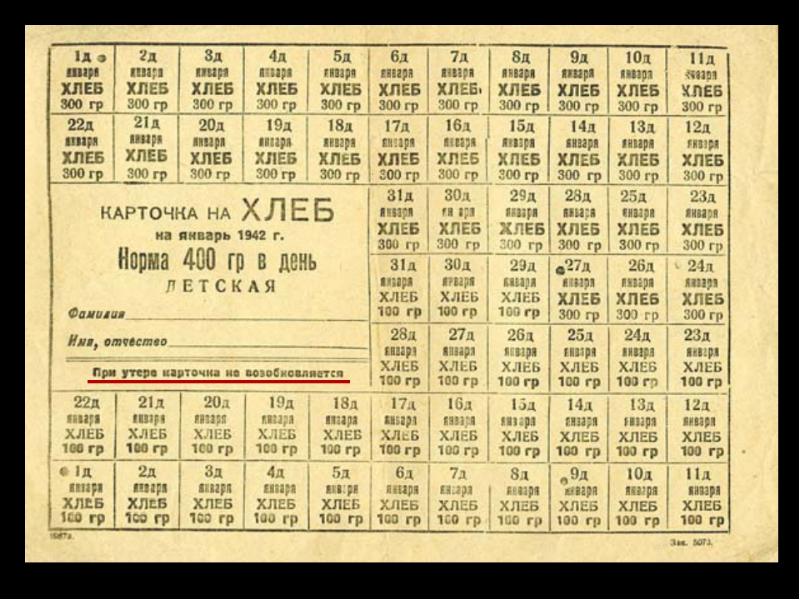 1д 2д 3д 4д 5д 6д 7д 8д 9д 10д 11д
января января января января января января января января января января января
ХЛЕБ ХЛЕБ ХЛЕБ ХЛЕБ ХЛЕБ ХЛЕБ ХЛЕБ ХЛЕБ ХЛЕБ ХЛЕБ ХЛЕБ
300 гр 300 гр 300 гр 300 гр 300 гр 300 гр 300 гр 300 гр 300 гр 300 гр 300 гр
22д 21д 20д 19д 18д 17д 16д 15д 14д 13д 12д
января января января января января января января января января января января
ХЛЕБ ХЛЕБ ХЛЕБ ХЛЕБ ХЛЕБ ХЛЕБ ХЛЕБ ХЛЕБ ХЛЕБ ХЛЕБ ХЛЕБ
300 гр 300 гр 300 гр 300 гр 300 гр 300 гр 300 гр 300 гр 300 гр 300 гр 300 гр
КАРТОЧКА НА ХЛЕБ
на январь 1942 г.
Норма 400 гр в день
ДЕТСКАЯ
Фамилия
Имя, отчество
При утере карточка не возобновляется
31д 30д 29д 28д 25д 23д
января января января января января января
ХЛЕБ ХЛЕБ ХЛЕБ ХЛЕБ ХЛЕБ ХЛЕБ
300 гр 300 гр 300 гр 300 гр 300 гр 300 гр
31д 30д 29д 27д 26д 24д
января января января января января января
ХЛЕБ ХЛЕБ ХЛЕБ ХЛЕБ ХЛЕБ ХЛЕБ
100 гр 100 гр 100 гр 300 гр 300 гр 300 гр
28д 27д 26д 25д 24д 23д
января января января января января января
ХЛЕБ ХЛЕБ ХЛЕБ ХЛЕБ ХЛЕБ ХЛЕБ
100 гр 100 гр 100 гр 100 гр 100 гр 100 гр
22д 21д 20д 19д 18д 17д 16д 15д 14д 13д 12д
января января января января января января января января января января января
ХЛЕБ ХЛЕБ ХЛЕБ ХЛЕБ ХЛЕБ ХЛЕБ ХЛЕБ ХЛЕБ ХЛЕБ ХЛЕБ ХЛЕБ
100 гр 100 гр 100 гр 100 гр 100 гр 100 гр 100 гр 100 гр 100 гр 100 гр 100 гр
1д 2д 3д 4д 5д 6д 7д 8д 9д 10д 11д
января января января января января января января января января января января
ХЛЕБ ХЛЕБ ХЛЕБ ХЛЕБ ХЛЕБ ХЛЕБ ХЛЕБ ХЛЕБ ХЛЕБ ХЛЕБ ХЛЕБ
100 гр 100 гр 100 гр 100 гр 100 гр 100 гр 100 гр 100 гр 100 гр 100 гр 100 гр
Зак. 5073.